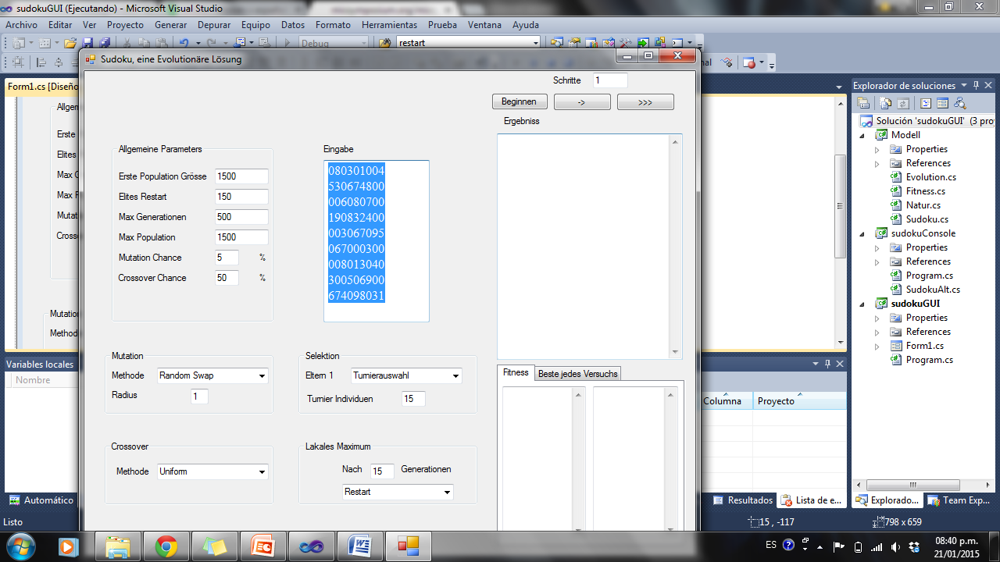 sudokuGUI (Ejecutando) - Microsoft Visual Studio
Archivo Editar Ver Proyecto Generar Depurar Equipo Datos Formato Herramientas Prueba Ventana Ayuda
Debug restart
Sudoku, eine Evolutionäre Lösung
Form1.cs [Diseño
Schritte 1
Beginnen -> >>>
Ergebniss
Allgemeine Parameters
Erste Population Grösse 1500
Elites Restart 150
Max Generationen 500
Max Population 1500
Mutation Chance 5 %
Crossover Chance 50 %
Eingabe
080301004
530674800
006080700
190832400
003067095
067000300
008013040
300506900
674098031
Mutation
Methode Random Swap
Radius 1
Selektion
Eltern 1 Turnierauswahl
Turnier Individuen 15
Crossover
Methode Uniform
Lakales Maximum
Nach 15 Generationen
Restart
Fitness Beste jedes Versuchs
Allgem
Erste
Elites
Max G
Max P
Mutat
Cross
Mutation
Method
Variables locales
Nombre
Automático
Columna Proyecto
Resultados Lista de e...
Explorador de soluciones
Solución 'sudokuGUI' (3 pro
Modell
Properties
References
Evolution.cs
Fitness.cs
Natur.cs
Sudoku.cs
sudokuConsole
Properties
References
Program.cs
SudokuAlt.cs
sudokuGUI
Properties
References
Form1.cs
Program.cs
Explorado... Team Exp...
Listo 15 , -117 798 x 659
ES 08:40 p.m.
21/01/2015